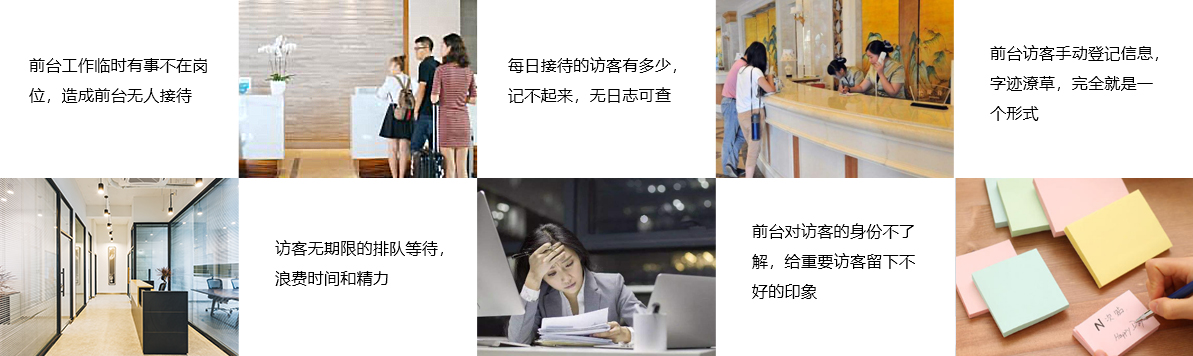 前台工作临时有事不在岗
位，造成前台无人接待
每日接待的访客有多少，
记不起来，无日志可查
前台访客手动登记信息，
字迹潦草，完全就是一
个形式
访客无期限的排队等待，
浪费时间和精力
前台对访客的身份不了
解，给重要访客留下不
好的印象